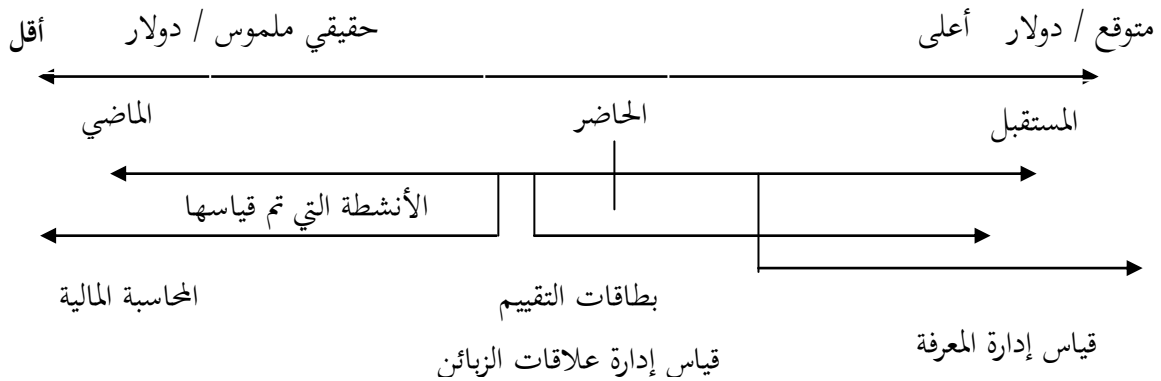 متوقع / دولار أعلى حقيقي ملموس / دولار أقل
المستقبل الحاضر الماضي
الأنشطة التي تم قياسها
بطاقات التقييم المحاسبة المالية
قياس إدارة المعرفة
قياس إدارة علاقات الزبائن